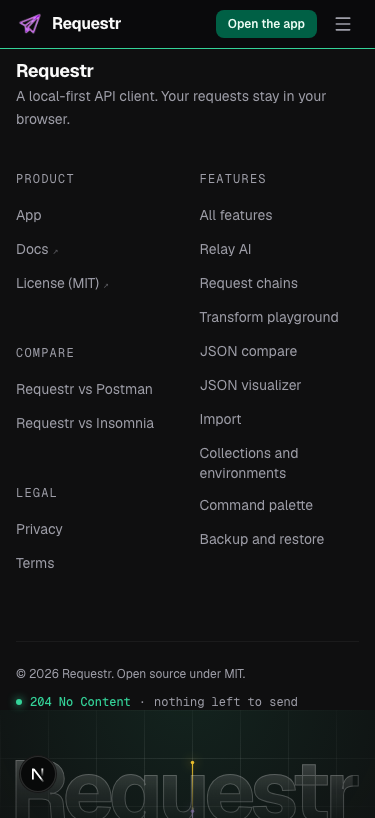 Requestr
Open the app
Requestr
A local-first API client. Your requests stay in your
browser.
PRODUCT
App
Docs ↗
License (MIT) ↗
COMPARE
Requestr vs Postman
Requestr vs Insomnia
LEGAL
Privacy
Terms
FEATURES
All features
Relay AI
Request chains
Transform playground
JSON compare
JSON visualizer
Import
Collections and
environments
Command palette
Backup and restore
© 2026 Requestr. Open source under MIT.
204 No Content · nothing left to send
Requestr
N